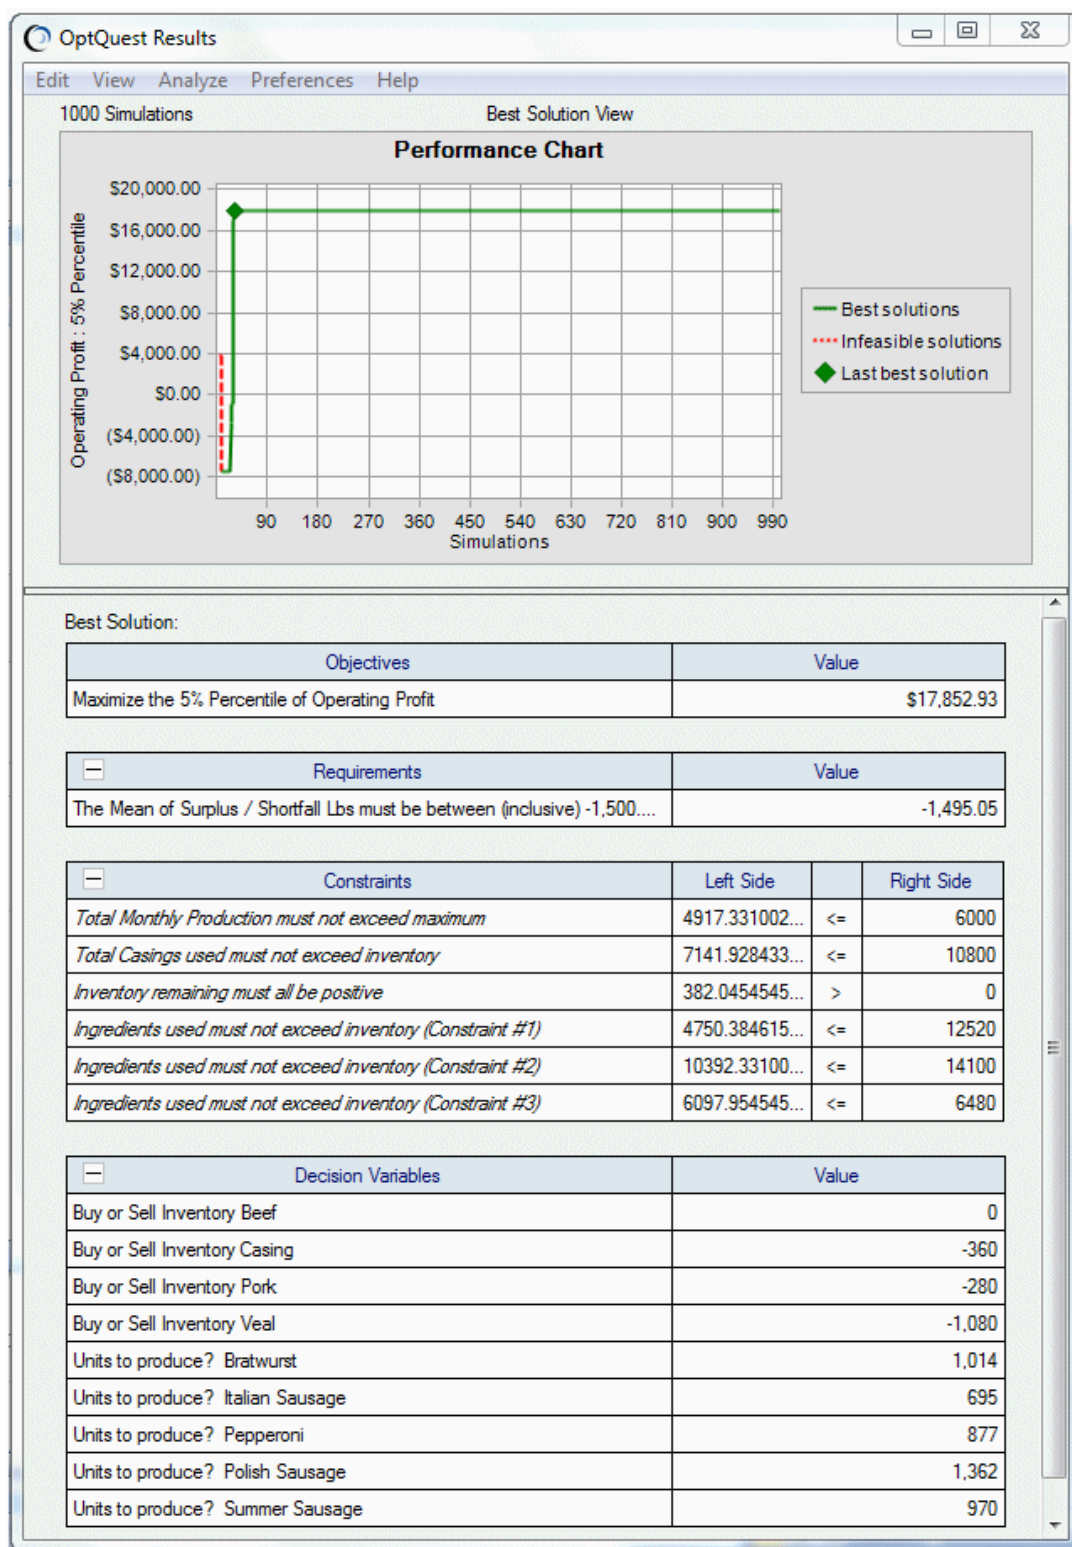 OptQuest Results
Edit View Analyze Preferences Help
1000 Simulations Best Solution View
Performance Chart
Operating Profit : 5% Percentile
$20,000.00
$16,000.00
$12,000.00
$8,000.00
$4,000.00
$0.00
($4,000.00)
($8,000.00)
90 180 270 360 450 540 630 720 810 900 990
Simulations
Best solutions
Infeasible solutions
Last best solution
Best Solution:
Objectives Value
Maximize the 5% Percentile of Operating Profit $17,852.93
Requirements Value
The Mean of Surplus / Shortfall Lbs must be between (inclusive) -1,500.... -1,495.05
Constraints Left Side Right Side
Total Monthly Production must not exceed maximum 4917.331002... <= 6000
Total Casings used must not exceed inventory 7141.928433... <= 10800
Inventory remaining must all be positive 382.0454545... > 0
Ingredients used must not exceed inventory (Constraint #1) 4750.384615... <= 12520
Ingredients used must not exceed inventory (Constraint #2) 10392.33100... <= 14100
Ingredients used must not exceed inventory (Constraint #3) 6097.954545... <= 6480
Decision Variables Value
Buy or Sell Inventory Beef 0
Buy or Sell Inventory Casing -360
Buy or Sell Inventory Pork -280
Buy or Sell Inventory Veal -1,080
Units to produce? Bratwurst 1,014
Units to produce? Italian Sausage 695
Units to produce? Pepperoni 877
Units to produce? Polish Sausage 1,362
Units to produce? Summer Sausage 970